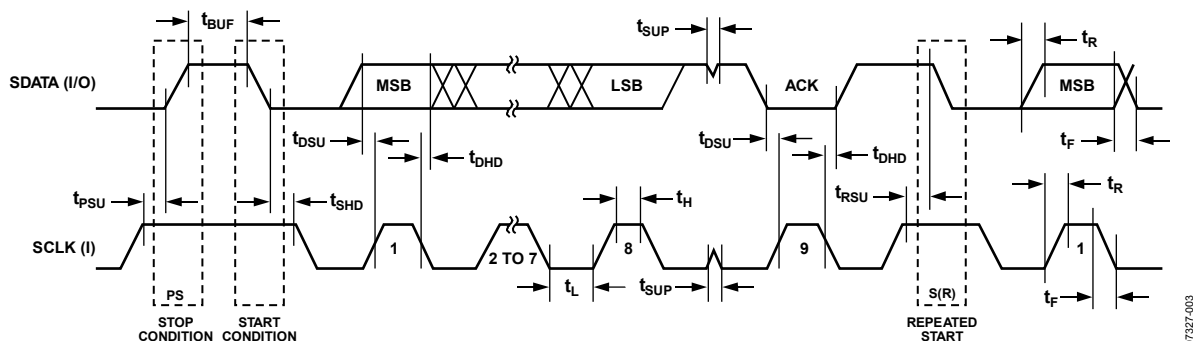 tBUF
tSUP
tR
SDATA (I/O)
MSB
LSB
ACK
MSB
tDSU
tDHD
tDSU
tDHD
tF
tPSU
tSHD
tH
tRSU
tR
SCLK (I)
1
2 TO 7
8
9
1
tL
tSUP
tF
PS
S(R)
STOP
CONDITION
START
CONDITION
REPEATED
START
07327-003